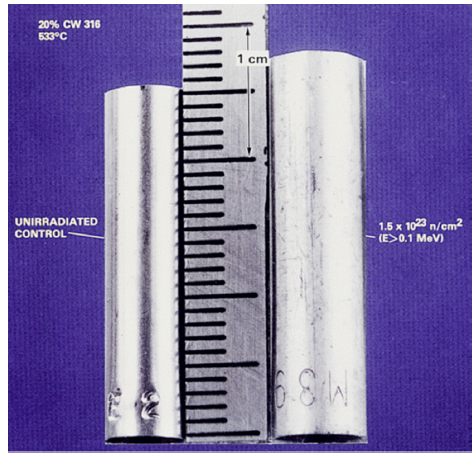 20% CW 316
533°C
1 cm
UNIRRADIATED
CONTROL
1.5 x 10²³ n/cm²
(E>0.1 MeV)